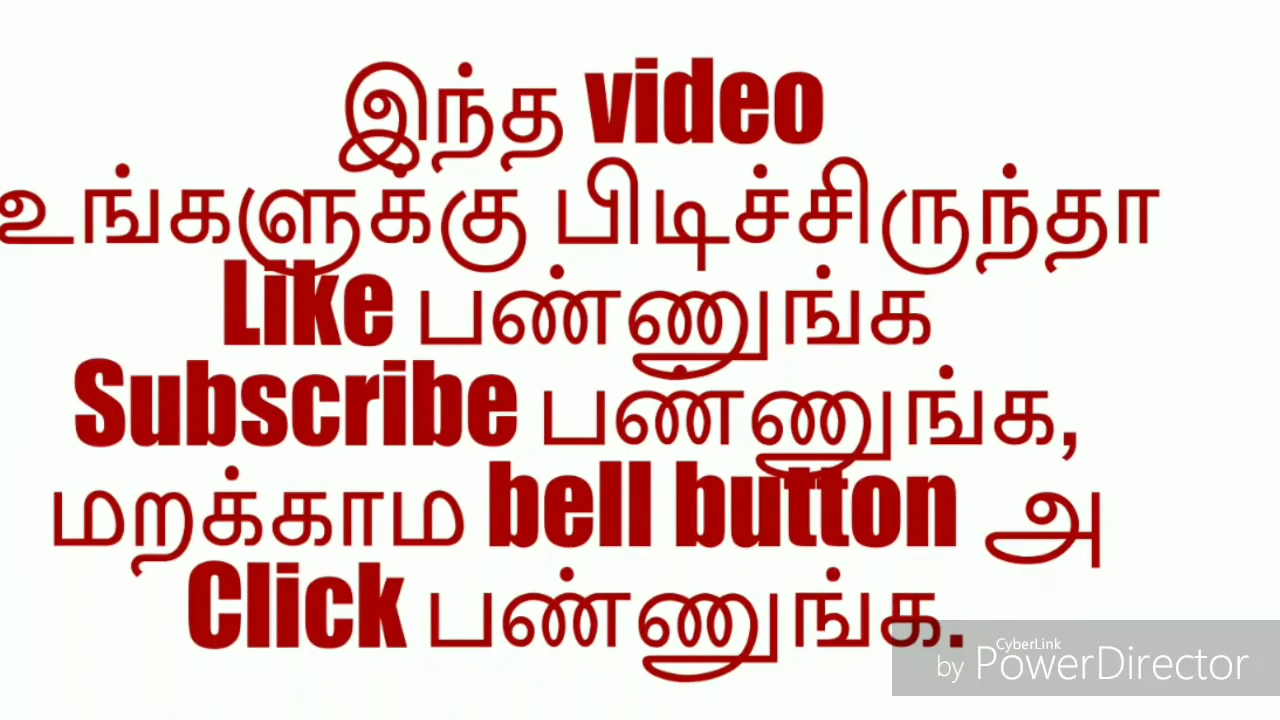 இந்த video
உங்களுக்கு பிடிச்சிருந்தா
Like பண்ணுங்க
Subscribe பண்ணுங்க,
மறக்காம bell button அ
Click பண்ணுங்க.
CyberLink
by PowerDirector